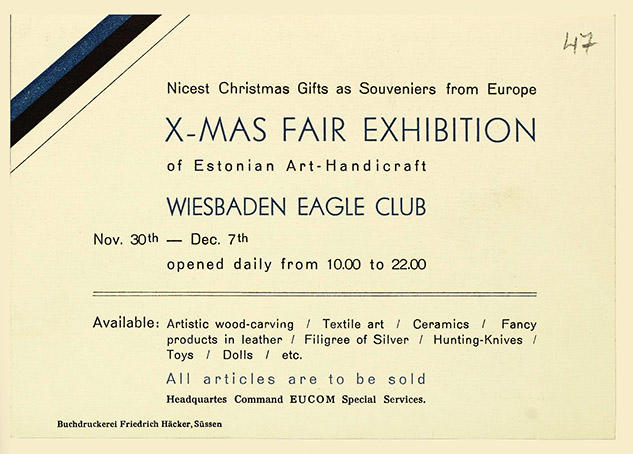 47
Nicest Christmas Gifts as Souveniers from Europe
X-MAS FAIR EXHIBITION
of Estonian Art-Handicraft
WIESBADEN EAGLE CLUB
Nov. 30th — Dec. 7th
opened daily from 10.00 to 22.00
Available: Artistic wood-carving / Textile art / Ceramics / Fancy
products in leather / Filigree of Silver / Hunting-Knives /
Toys / Dolls / etc.
All articles are to be sold
Headquartes Command EUCOM Special Services.
Buchdruckerei Friedrich Häcker, Süssen